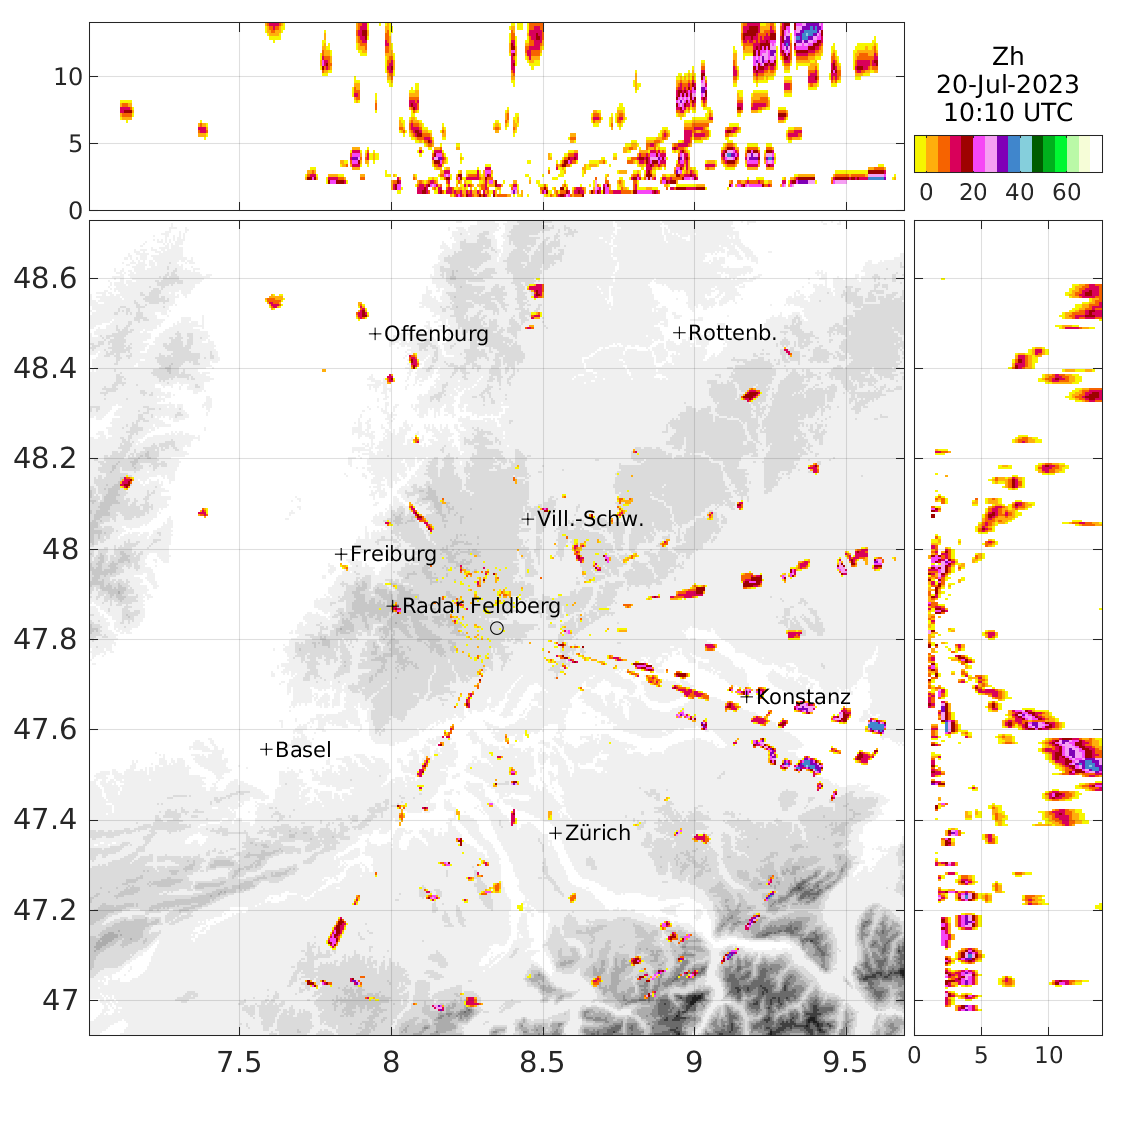 10
5
0
Zh
20-Jul-2023
10:10 UTC
0 20 40 60
48.6
48.4
48.2
48
47.8
47.6
47.4
47.2
47
+Offenburg
+Rottenb.
+Vill.-Schw.
+Freiburg
+Radar Feldberg
+Konstanz
+Basel
+Zürich
7.5 8 8.5 9 9.5
0 5 10